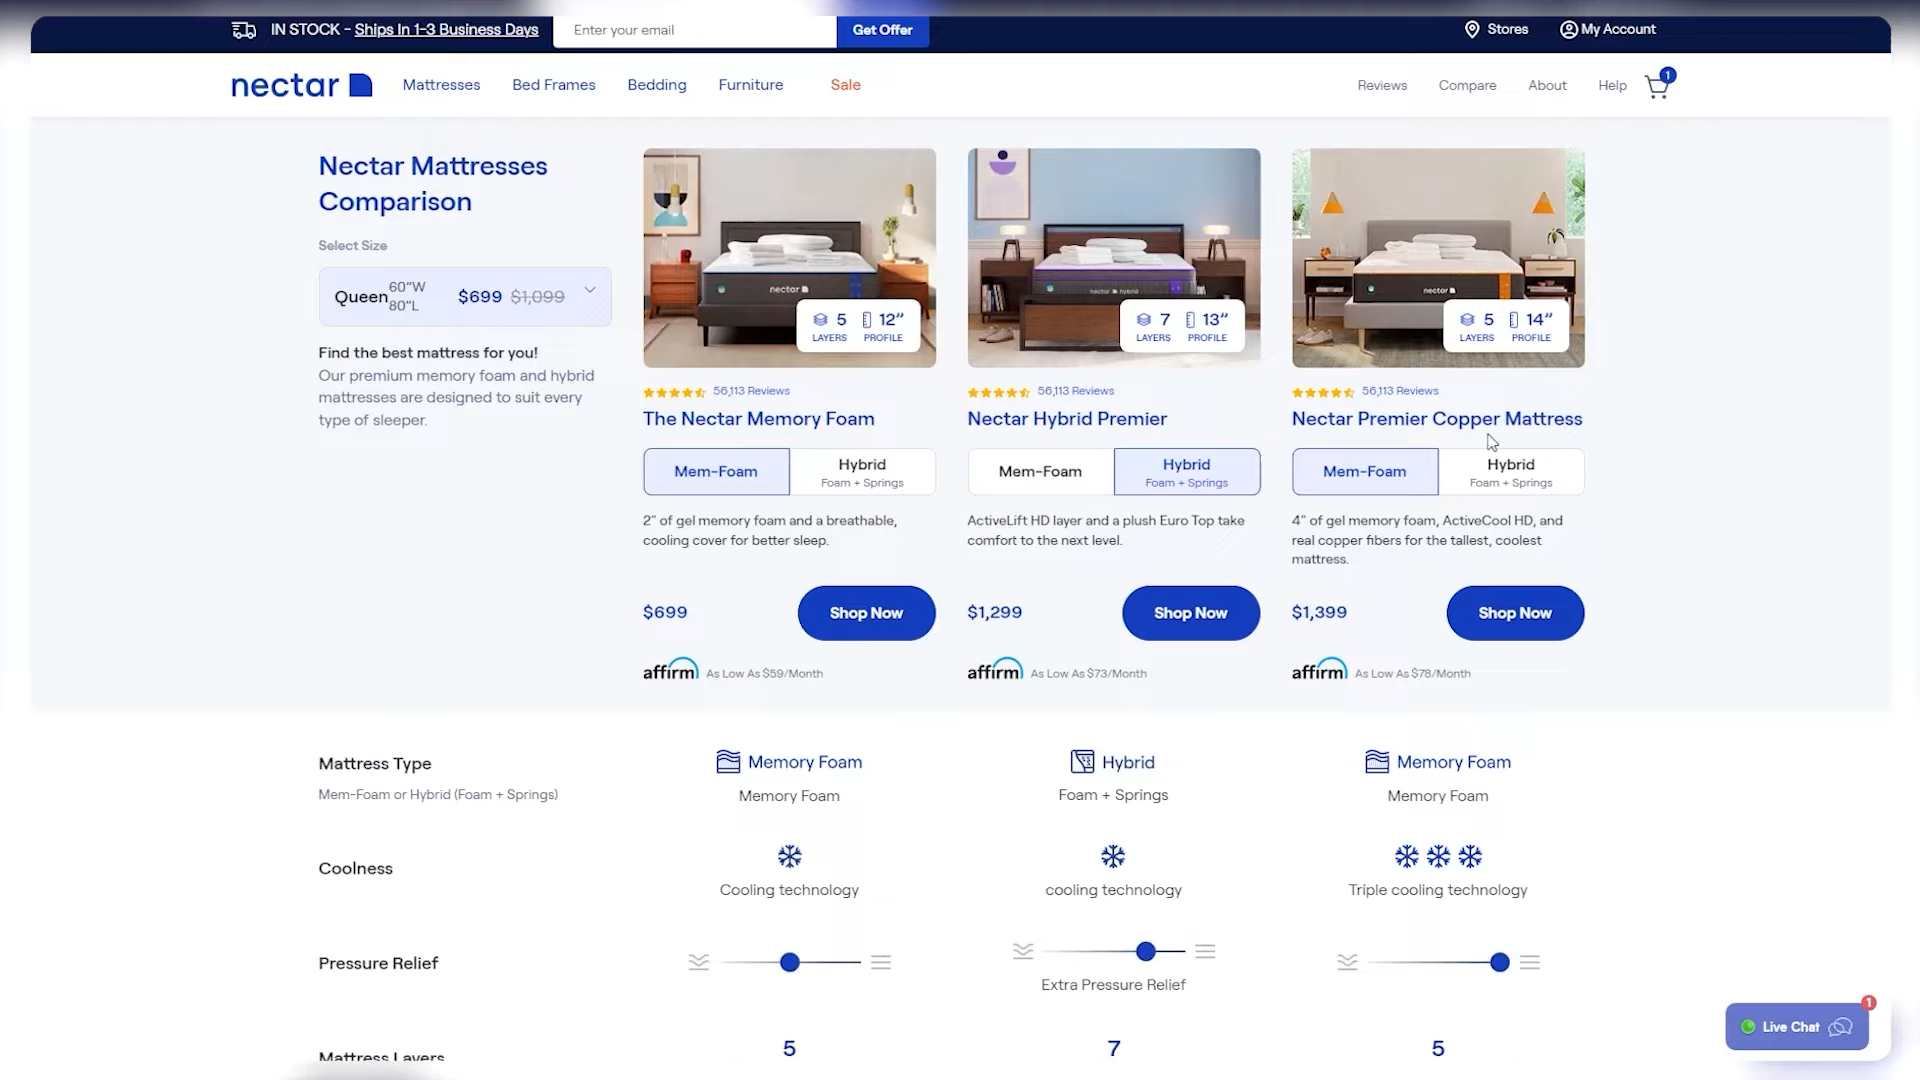 IN STOCK - Ships In 1-3 Business Days
Enter your email
Get Offer
Stores
My Account
nectar
Mattresses
Bed Frames
Bedding
Furniture
Sale
Reviews
Compare
About
Help
1
Nectar Mattresses
Comparison
Select Size
Queen 60"W 80"L $699 $1,099
Find the best mattress for you!
Our premium memory foam and hybrid
mattresses are designed to suit every
type of sleeper.
nectar
5 LAYERS
12" PROFILE
56,113 Reviews
The Nectar Memory Foam
Mem-Foam
Hybrid
Foam + Springs
2" of gel memory foam and a breathable,
cooling cover for better sleep.
$699
Shop Now
affirm As Low As $59/Month
nectar hybrid
7 LAYERS
13" PROFILE
56,113 Reviews
Nectar Hybrid Premier
Mem-Foam
Hybrid
Foam + Springs
ActiveLift HD layer and a plush Euro Top take
comfort to the next level.
$1,299
Shop Now
affirm As Low As $73/Month
nectar
5 LAYERS
14" PROFILE
56,113 Reviews
Nectar Premier Copper Mattress
Mem-Foam
Hybrid
Foam + Springs
4" of gel memory foam, ActiveCool HD, and
real copper fibers for the tallest, coolest
mattress.
$1,399
Shop Now
affirm As Low As $78/Month
Mattress Type
Mem-Foam or Hybrid (Foam + Springs)
Memory Foam
Memory Foam
Hybrid
Foam + Springs
Memory Foam
Memory Foam
Coolness
Cooling technology
cooling technology
Triple cooling technology
Pressure Relief
Extra Pressure Relief
Mattress Layers
5
7
5
Live Chat
1